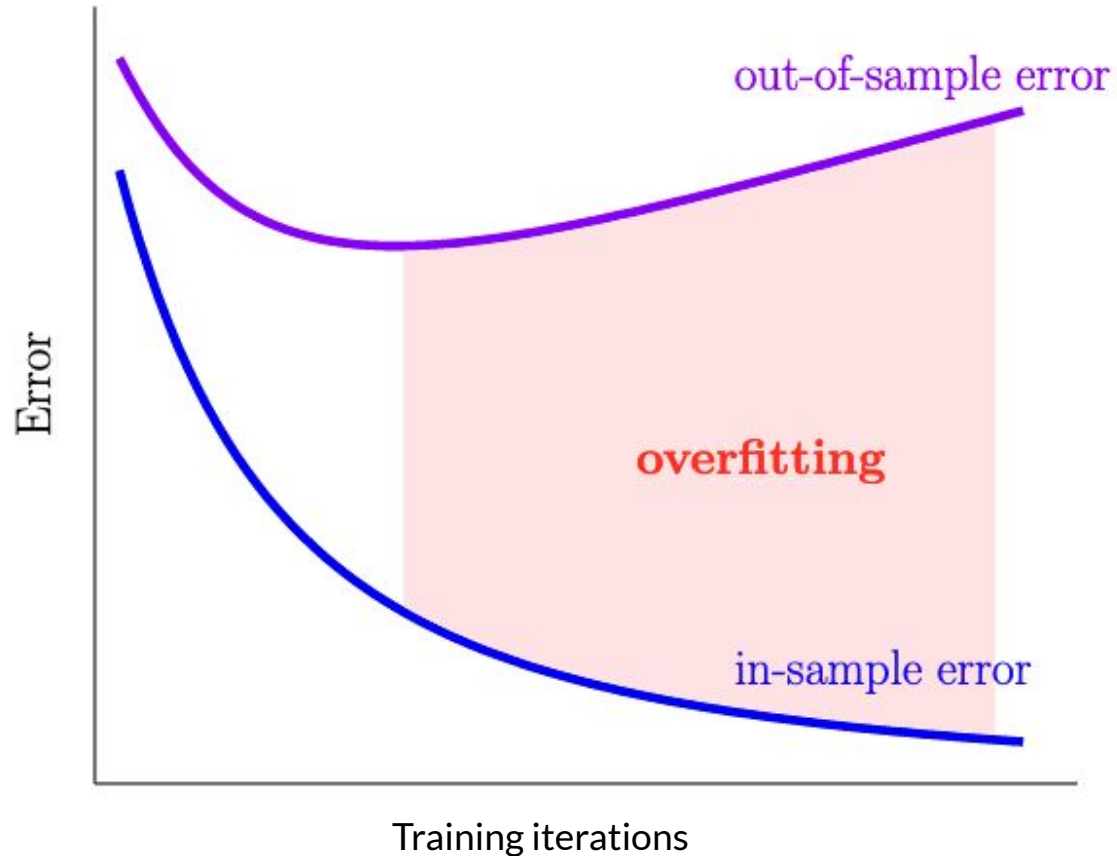 out-of-sample error
Error
overfitting
in-sample error
Training iterations